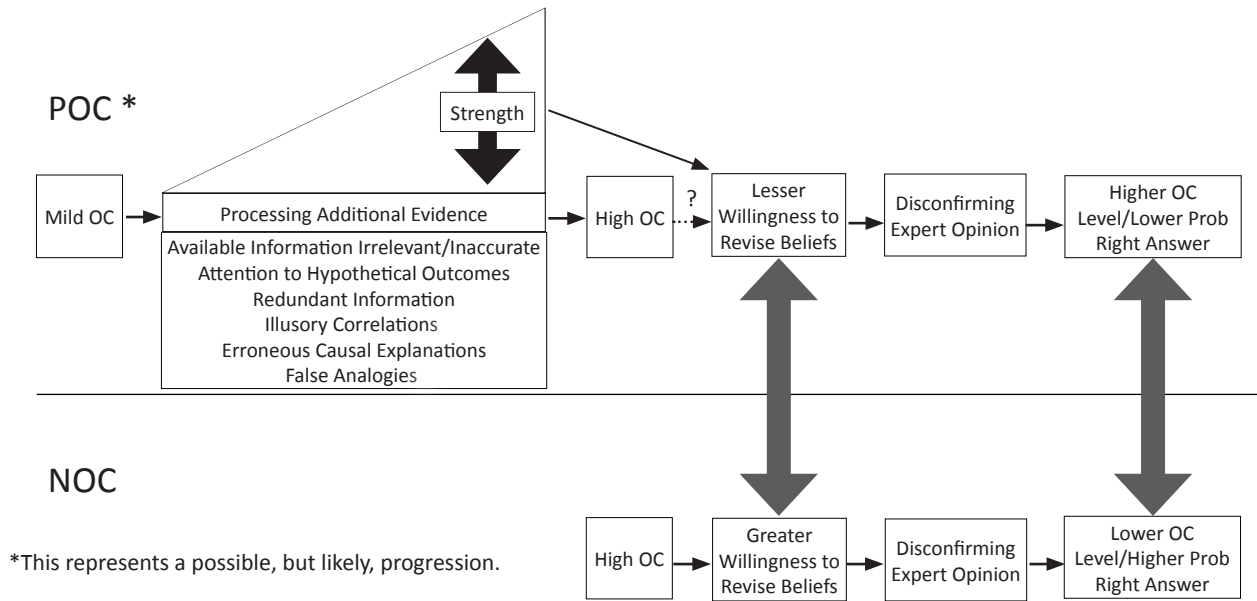 POC *
Strength
Mild OC
Processing Additional Evidence
Available Information Irrelevant/Inaccurate
Attention to Hypothetical Outcomes
Redundant Information
Illusory Correlations
Erroneous Causal Explanations
False Analogies
High OC
?
Lesser
Willingness to
Revise Beliefs
Disconfirming
Expert Opinion
Higher OC
Level/Lower Prob
Right Answer
NOC
*This represents a possible, but likely, progression.
High OC
Greater
Willingness to
Revise Beliefs
Disconfirming
Expert Opinion
Lower OC
Level/Higher Prob
Right Answer